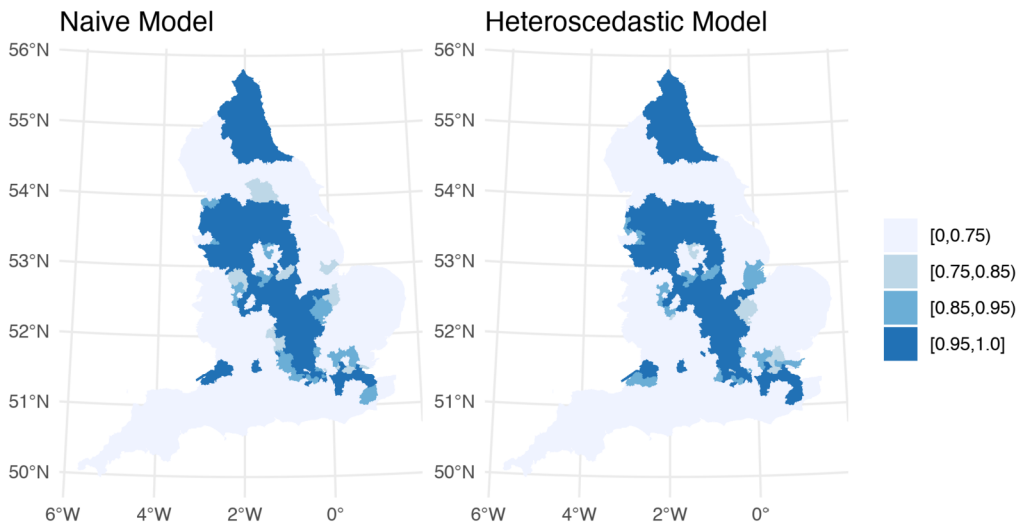 Naive Model
Heteroscedastic Model
56°N
55°N
54°N
53°N
52°N
51°N
50°N
6°W
4°W
2°W
0°
56°N
55°N
54°N
53°N
52°N
51°N
50°N
6°W
4°W
2°W
0°
[0,0.75)
[0.75,0.85)
[0.85,0.95)
[0.95,1.0]